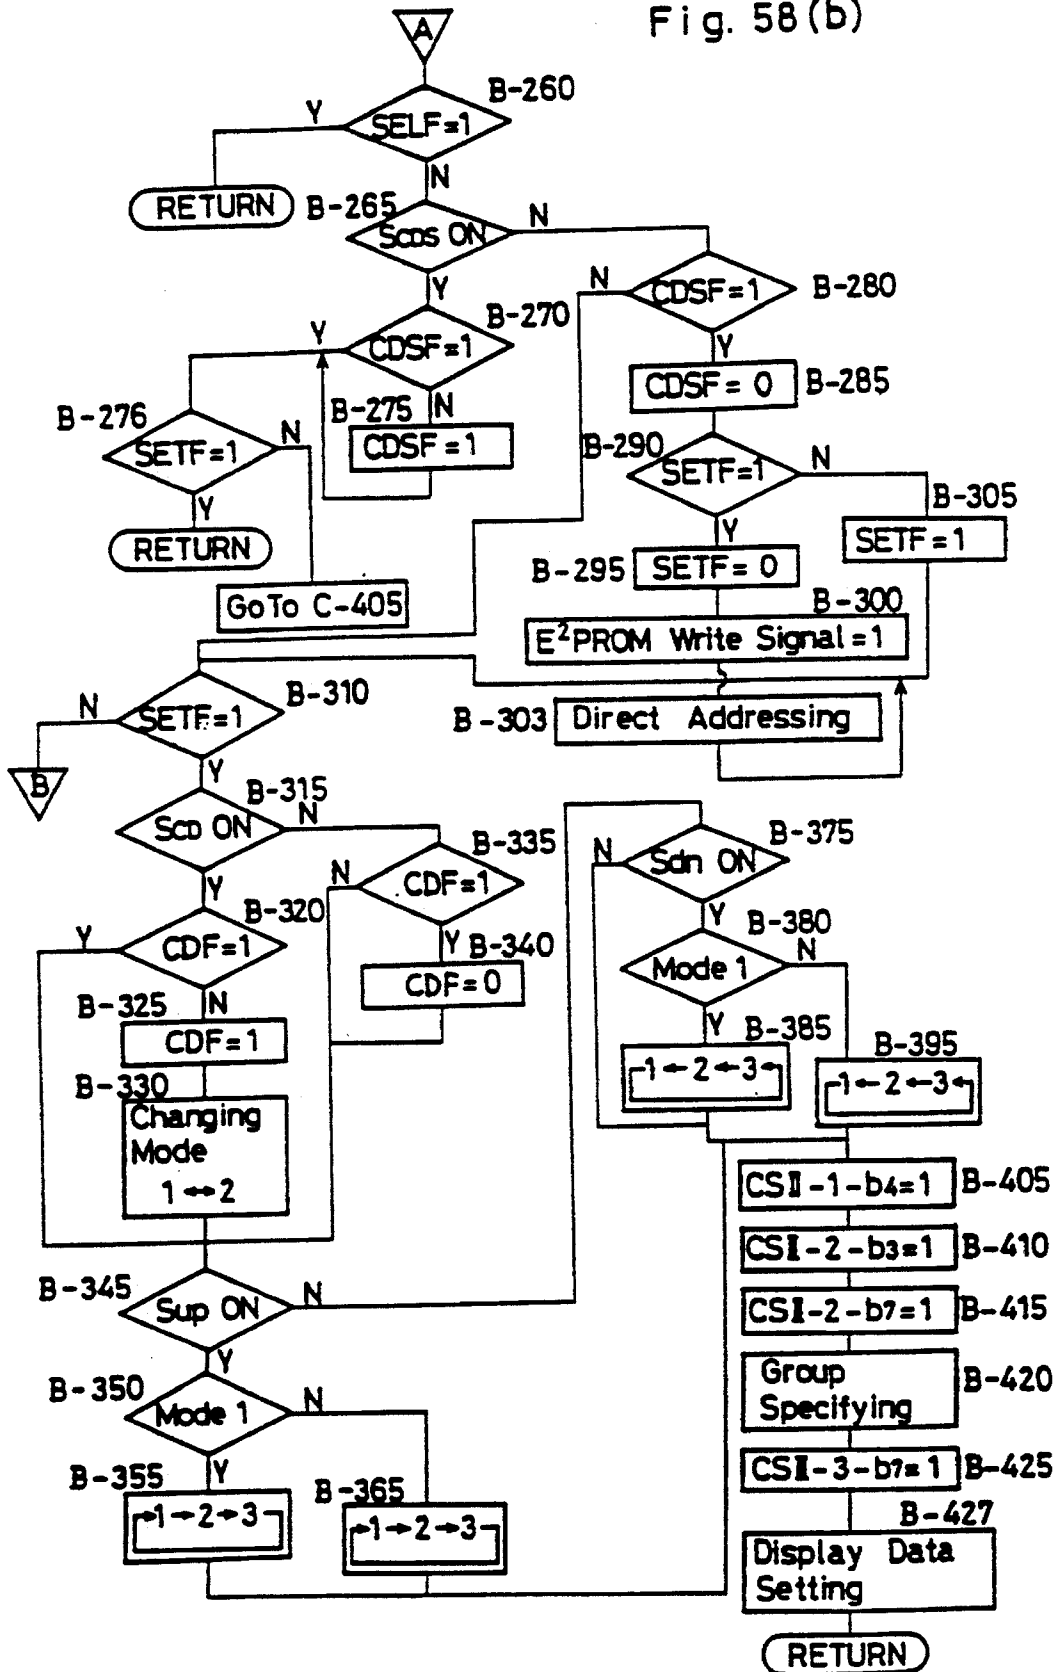 Fig. 58(b)
A
B-260
Y
SELF=1
N
RETURN
B-265
SCDS ON
N
Y
N
CDSF=1
B-280
B-270
Y
CDSF=1
Y
CDSF=0
B-285
B-276
B-275
N
CDSF=1
SETF=1
N
Y
RETURN
GoTo C-405
B-290
SETF=1
N
Y
B-305
SETF=1
B-295
SETF=0
B-300
E²PROM Write Signal=1
B-303
Direct Addressing
N
SETF=1
B-310
B
Y
B-315
SCD ON
N
Y
B-335
N
CDF=1
Y
B-340
CDF=0
B-320
Y
CDF=1
B-325
N
CDF=1
B-330
Changing
Mode
1↔2
B-345
Sup ON
N
Y
B-350
Mode 1
N
B-355
Y
→1→2→3
B-365
→1→2→3
B-375
N
Sdn ON
Y
B-380
Mode 1
N
Y
B-385
1←2←3←
B-395
1←2←3←
CSⅡ-1-b4=1
B-405
CSⅡ-2-b3=1
B-410
CSⅡ-2-b7=1
B-415
Group
Specifying
B-420
CSⅡ-3-b7=1
B-425
B-427
Display Data
Setting
RETURN